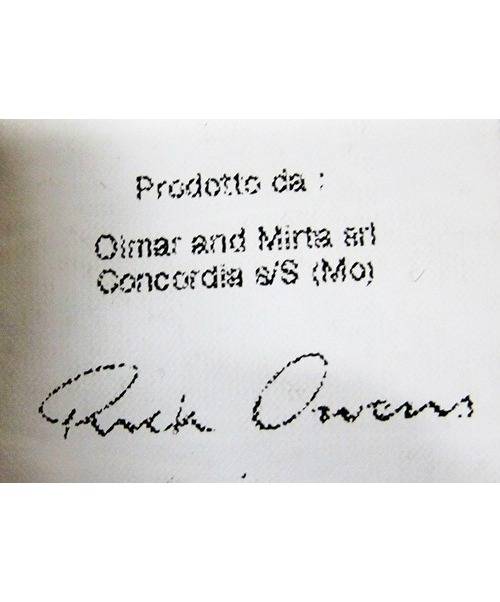 Prodotto da :
Olmar and Mirta srl
Concordia s/S (Mo)
Rick Owens